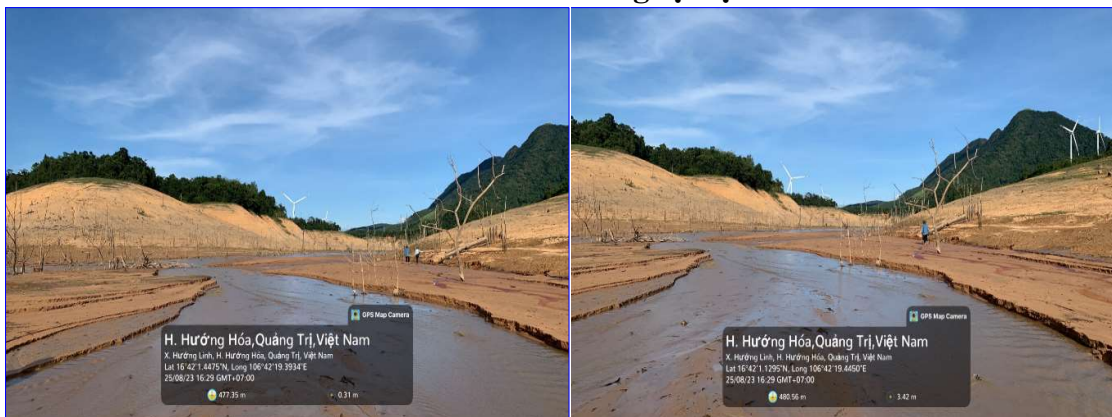 GPS Map Camera
H. Hướng Hóa,Quảng Trị,Việt Nam
X. Hướng Linh, H. Hướng Hóa, Quảng Trị, Việt Nam
Lat 16°42'1.4475"N, Long 106°42'19.3934"E
25/08/23 16:29 GMT+07:00
477.35 m 0.31 m
GPS Map Camera
H. Hướng Hóa,Quảng Trị,Việt Nam
X. Hướng Linh, H. Hướng Hóa, Quảng Trị, Việt Nam
Lat 16°42'1.1295"N, Long 106°42'19.4450"E
25/08/23 16:29 GMT+07:00
480.56 m 3.42 m